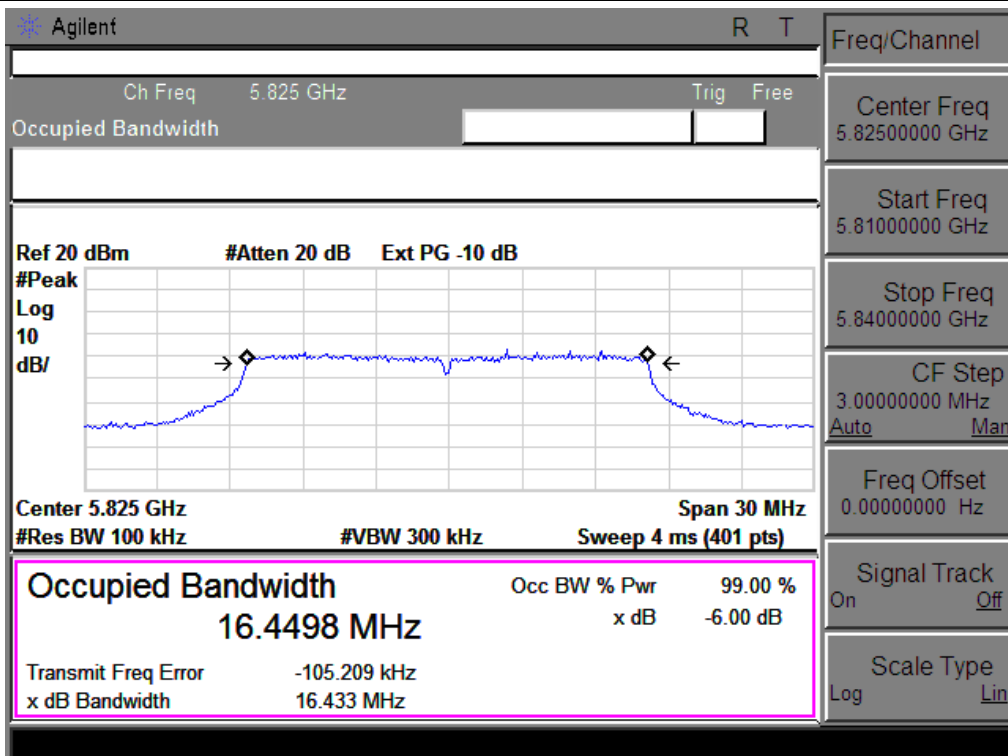 Agilent R T
Ch Freq 5.825 GHz Trig Free
Occupied Bandwidth
Ref 20 dBm #Atten 20 dB Ext PG -10 dB
#Peak
Log
10
dB/
Center 5.825 GHz Span 30 MHz
#Res BW 100 kHz #VBW 300 kHz Sweep 4 ms (401 pts)
Occupied Bandwidth Occ BW % Pwr 99.00 %
16.4498 MHz x dB -6.00 dB
Transmit Freq Error -105.209 kHz
x dB Bandwidth 16.433 MHz
Freq/Channel
Center Freq
5.82500000 GHz
Start Freq
5.81000000 GHz
Stop Freq
5.84000000 GHz
CF Step
3.00000000 MHz
Auto Man
Freq Offset
0.00000000 Hz
Signal Track
On Off
Scale Type
Log Lin